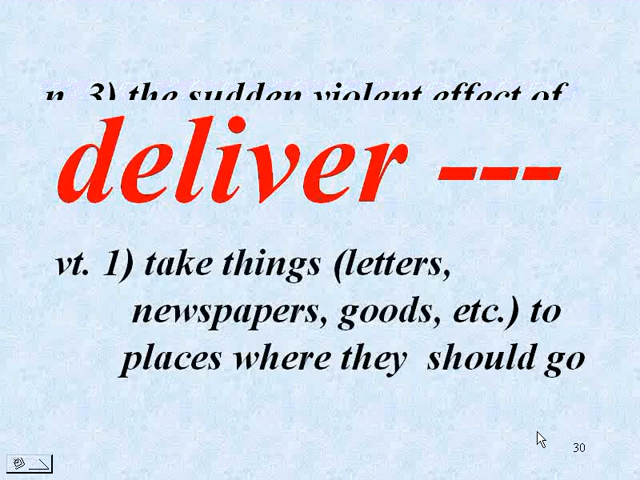 n. 3) the sudden violent effect of
deliver ---
vt. 1) take things (letters,
newspapers, goods, etc.) to
places where they should go
30